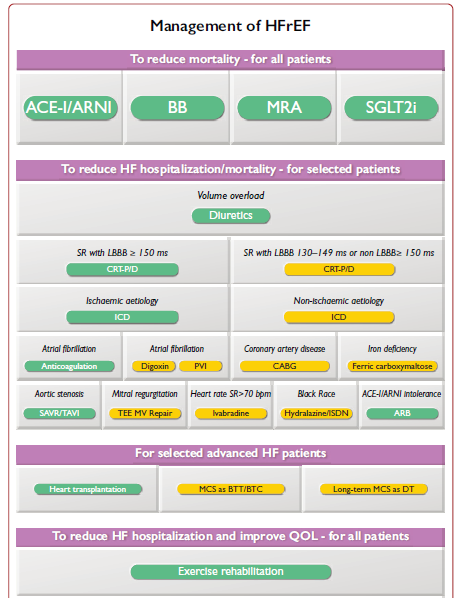 Management of HFrEF
To reduce mortality - for all patients
ACE-I/ARNI BB MRA SGLT2i
To reduce HF hospitalization/mortality - for selected patients
Volume overload
Diuretics
SR with LBBB ≥ 150 ms SR with LBBB 130–149 ms or non LBBB≥ 150 ms
CRT-P/D CRT-P/D
Ischaemic aetiology Non-ischaemic aetiology
ICD ICD
Atrial fibrillation Atrial fibrillation Coronary artery disease Iron deficiency
Anticoagulation Digoxin PVI CABG Ferric carboxymaltose
Aortic stenosis Mitral regurgitation Heart rate SR>70 bpm Black Race ACE-I/ARNI intolerance
SAVR/TAVI TEE MV Repair Ivabradine Hydralazine/ISDN ARB
For selected advanced HF patients
Heart transplantation MCS as BTT/BTC Long-term MCS as DT
To reduce HF hospitalization and improve QOL - for all patients
Exercise rehabilitation